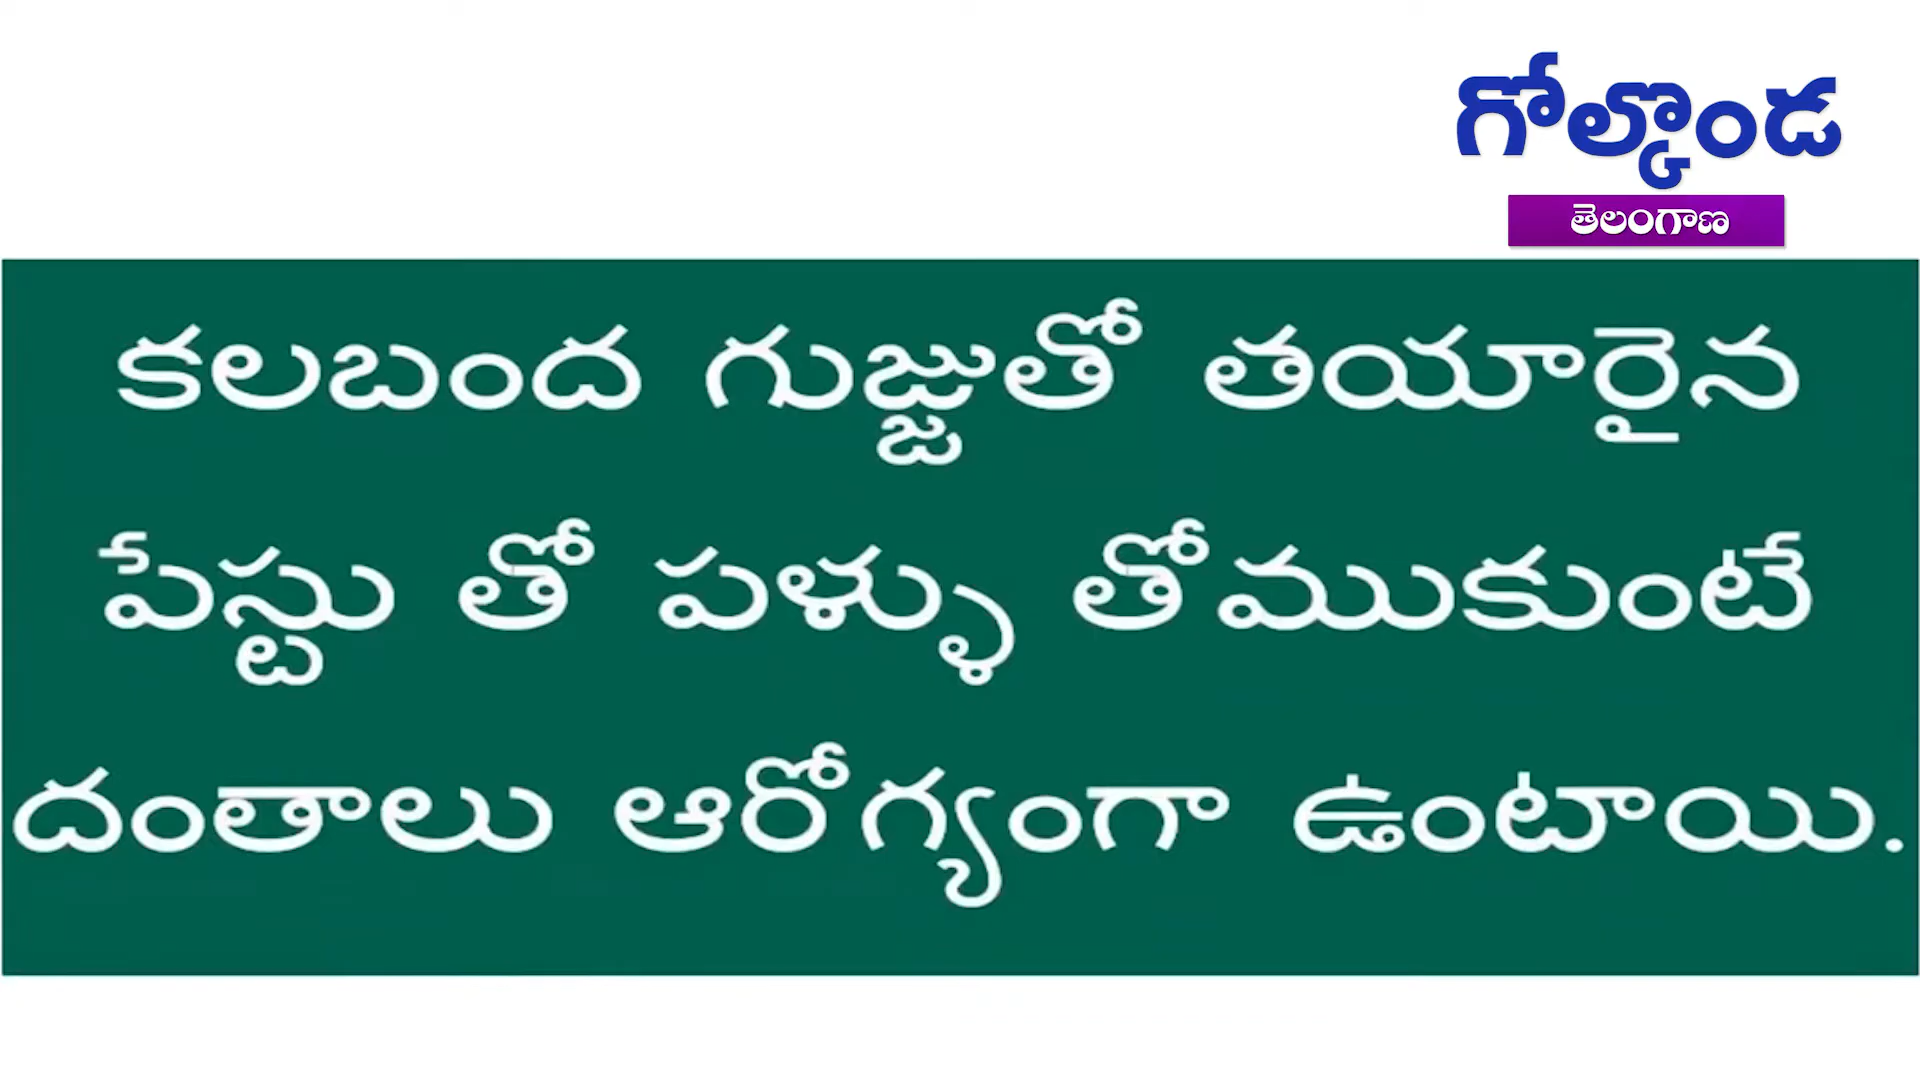 గోల్కొండ
తెలంగాణ
కలబంద గుజ్జుతో తయారైన
పేస్టు తో పళ్ళు తోముకుంటే
దంతాలు ఆరోగ్యంగా ఉంటాయి.